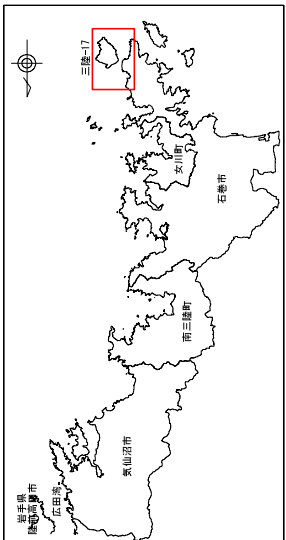 三陸-17
女川町
石巻市
南三陸町
気仙沼市
広田湾
岩手県
陸前高田市